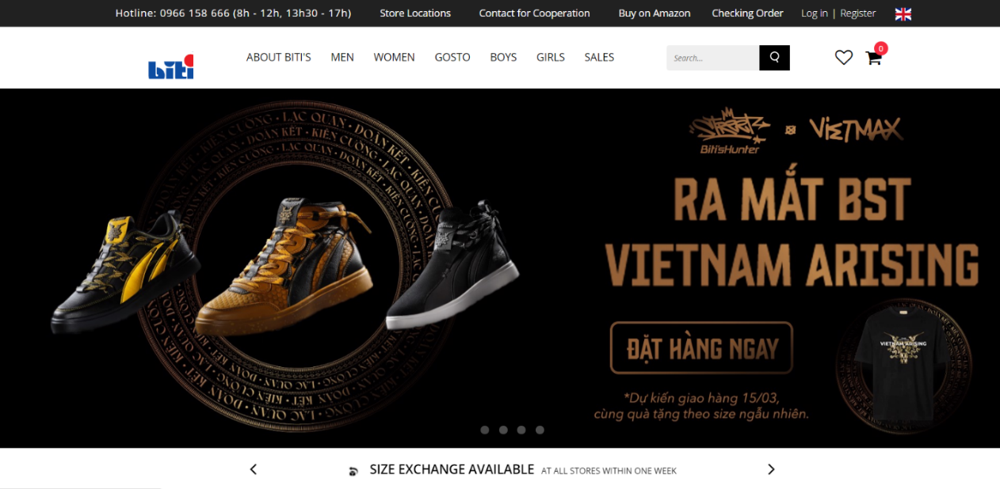 Hotline: 0966 158 666 (8h - 12h, 13h30 - 17h) Store Locations Contact for Cooperation Buy on Amazon Checking Order Log in | Register
biti
ABOUT BITI'S MEN WOMEN GOSTO BOYS GIRLS SALES Search... 0
STREET
Biti'sHunter
VIETMAX
RA MẮT BST
VIETNAM ARISING
ĐẶT HÀNG NGAY
*Dự kiến giao hàng 15/03,
cùng quà tặng theo size ngẫu nhiên.
KIÊN CƯỜNG • LẠC QUAN • ĐOÀN KẾT
VIETNAM ARISING
SIZE EXCHANGE AVAILABLE AT ALL STORES WITHIN ONE WEEK